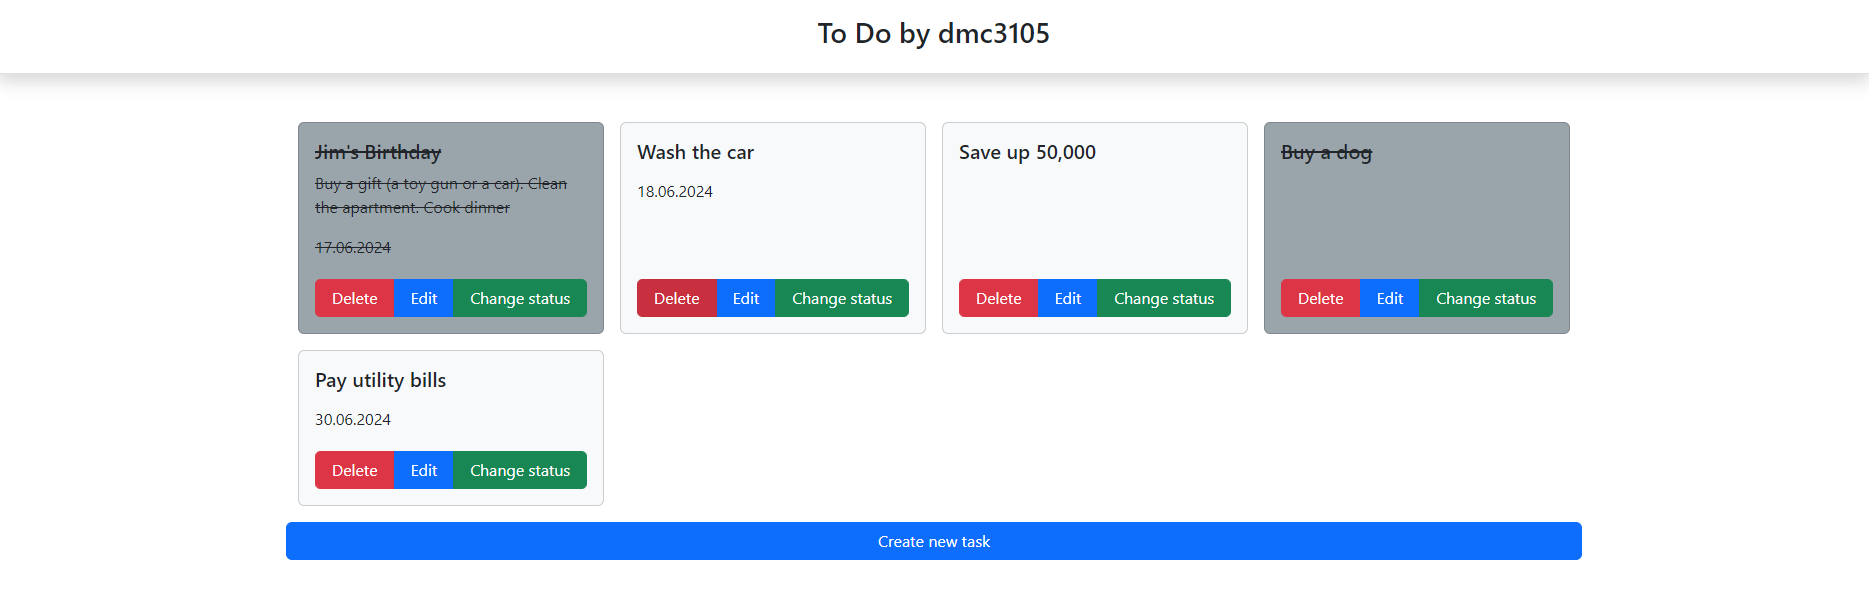 To Do by dmc3105
Jim's Birthday
Buy a gift (a toy gun or a car). Clean
the apartment. Cook dinner
17.06.2024
Delete Edit Change status
Wash the car
18.06.2024
Delete Edit Change status
Save up 50,000
Delete Edit Change status
Buy a dog
Delete Edit Change status
Pay utility bills
30.06.2024
Delete Edit Change status
Create new task